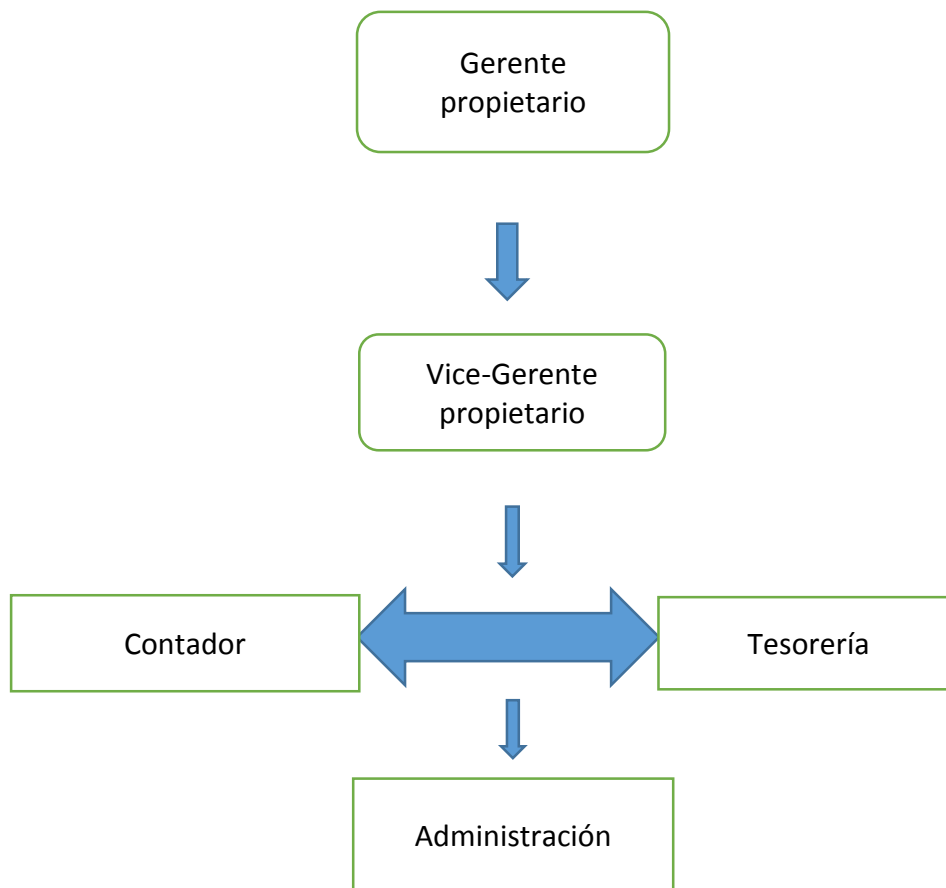 Gerente
propietario
Vice-Gerente
propietario
Contador
Tesorería
Administración